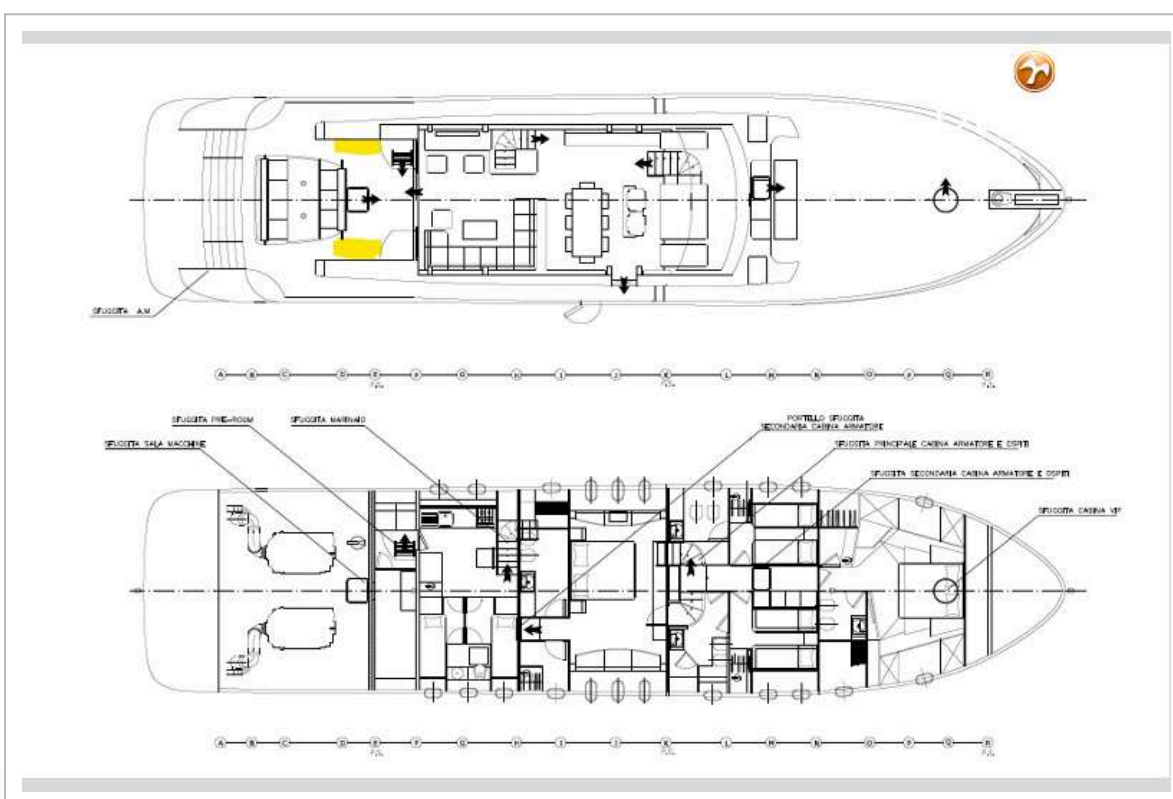 SFUGGITA A.M
A B C D E F G H I J K L M N O P Q R
SFUGGITA PRE-ROOM
SFUGGITA MARINAIO
PORTELLO SFUGGITA
SECONDARIA CABINA ARMATORE
SFUGGITA SALA MACCHINE
SFUGGITA PRINCIPALE CABINA ARMATORE E OSPITI
SFUGGITA SECONDARIA CABINA ARMATORE E OSPITI
SFUGGITA CABINA VIP
A B C D E F G H I J K L M N O P Q R